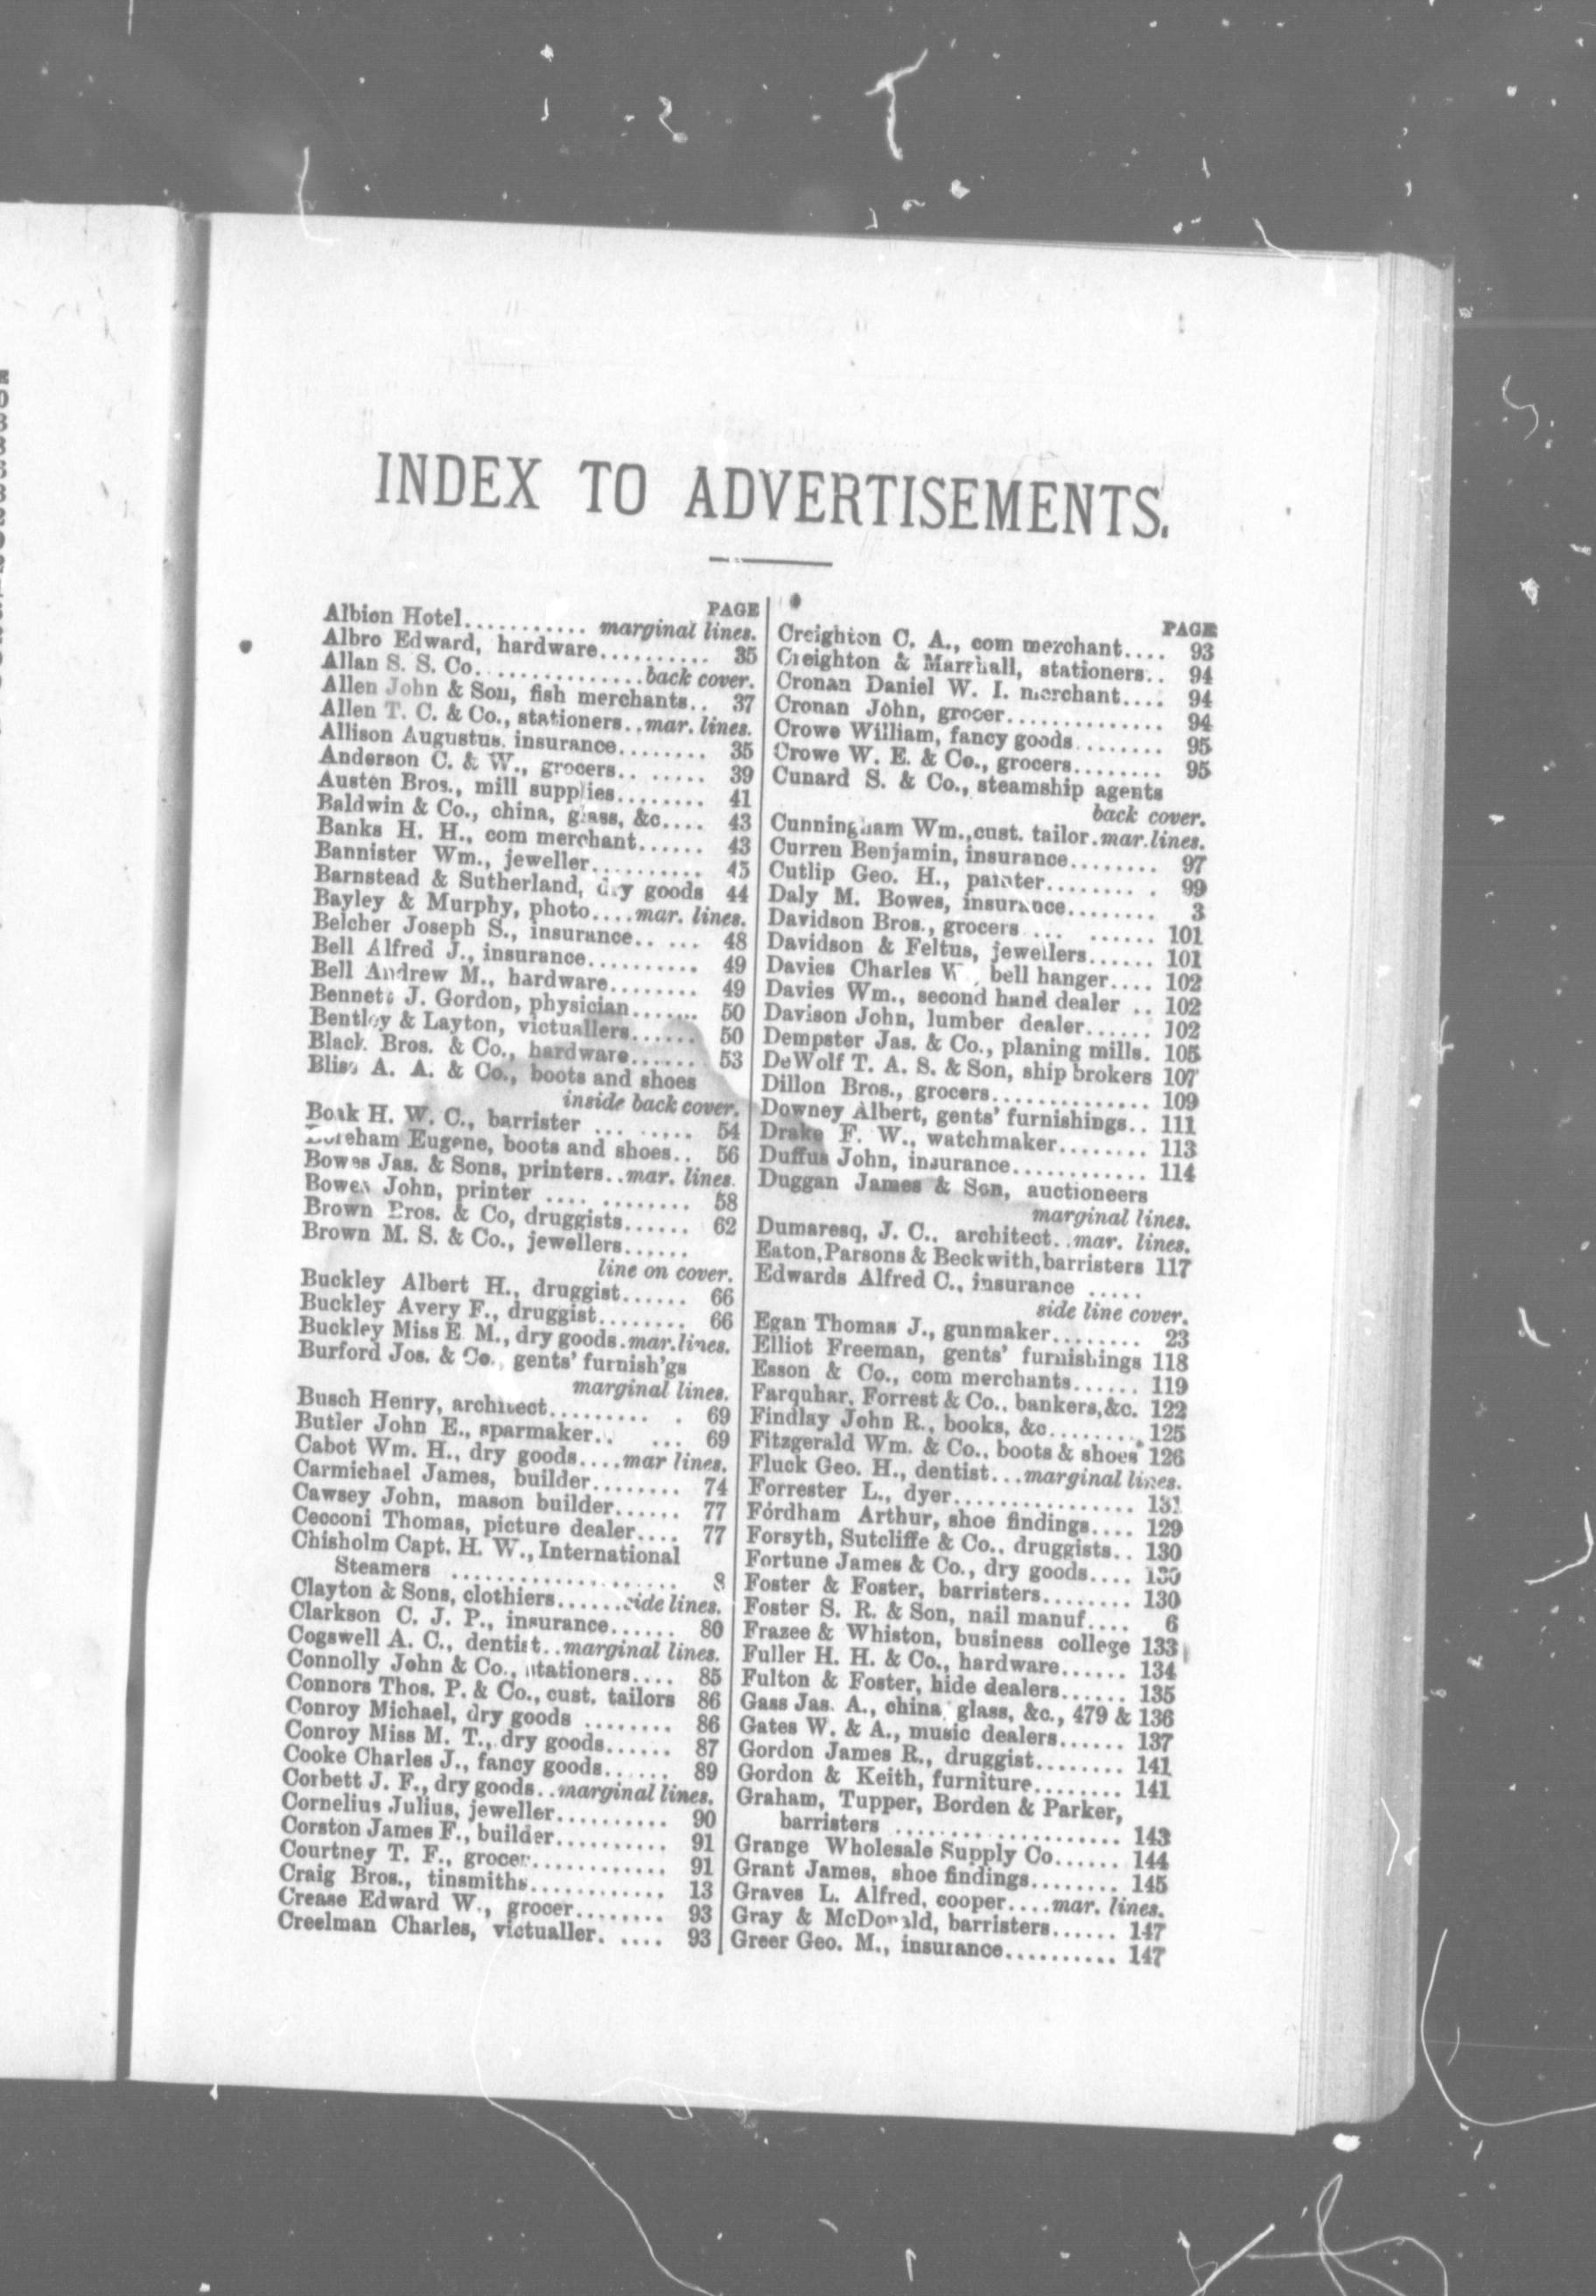 INDEX TO ADVERTISEMENTS.
PAGE
Albion Hotel........... marginal lines.
Albro Edward, hardware.......... 35
Allan S. S. Co...............back cover.
Allen John & Son, fish merchants.. 37
Allen T. C. & Co., stationers..mar. lines.
Allison Augustus, insurance........ 35
Anderson C. & W., grocers.. ...... 39
Austen Bros., mill supplies........ 41
Baldwin & Co., china, glass, &c.... 43
Banks H. H., com merchant...... 43
Bannister Wm., jeweller.......... 45
Barnstead & Sutherland, dry goods 44
Bayley & Murphy, photo....mar. lines.
Belcher Joseph S., insurance.. ... 48
Bell Alfred J., insurance.......... 49
Bell Andrew M., hardware........ 49
Bennett J. Gordon, physician....... 50
Bentley & Layton, victuallers...... 50
Black Bros. & Co., hardware...... 53
Bliss A. A. & Co., boots and shoes
inside back cover.
Boak H. W. C., barrister ... ..... 54
Boreham Eugene, boots and shoes.. 56
Bowes Jas. & Sons, printers..mar. lines.
Bowes John, printer .... ........ 58
Brown Bros. & Co, druggists...... 62
Brown M. S. & Co., jewellers......
line on cover.
Buckley Albert H., druggist...... 66
Buckley Avery F., druggist........ 66
Buckley Miss E M., dry goods.mar.lines.
Burford Jos. & Co., gents' furnish'gs
marginal lines.
Busch Henry, architect......... . 69
Butler John E., sparmaker.. ... 69
Cabot Wm. H., dry goods....mar lines.
Carmichael James, builder........ 74
Cawsey John, mason builder...... 77
Cecconi Thomas, picture dealer.... 77
Chisholm Capt. H. W., International
Steamers ................... 8
Clayton & Sons, clothiers......side lines.
Clarkson C. J. P., insurance...... 80
Cogswell A. C., dentist..marginal lines.
Connolly John & Co., stationers.... 85
Connors Thos. P. & Co., cust. tailors 86
Conroy Michael, dry goods ........ 86
Conroy Miss M. T., dry goods...... 87
Cooke Charles J., fancy goods...... 89
Corbett J. F., dry goods..marginal lines.
Cornelius Julius, jeweller.......... 90
Corston James F., builder.......... 91
Courtney T. F., grocer............ 91
Craig Bros., tinsmiths............ 13
Crease Edward W., grocer........ 93
Creelman Charles, victualler. .... 93
PAGE
Creighton C. A., com merchant.... 93
Creighton & Marshall, stationers.. 94
Cronan Daniel W. I. merchant.... 94
Cronan John, grocer.............. 94
Crowe William, fancy goods........ 95
Crowe W. E. & Co., grocers........ 95
Cunard S. & Co., steamship agents
back cover.
Cunningham Wm.,cust. tailor.mar.lines.
Curren Benjamin, insurance........ 97
Cutlip Geo. H., painter........ . 99
Daly M. Bowes, insurance........ 3
Davidson Bros., grocers ... ...... 101
Davidson & Feltus, jewellers...... 101
Davies Charles W., bell hanger.... 102
Davies Wm., second hand dealer .. 102
Davison John, lumber dealer...... 102
Dempster Jas. & Co., planing mills. 105
DeWolf T. A. S. & Son, ship brokers 107
Dillon Bros., grocers.............. 109
Downey Albert, gents' furnishings.. 111
Drake F. W., watchmaker........ 113
Duffus John, insurance............ 114
Duggan James & Son, auctioneers
marginal lines.
Dumaresq, J. C., architect..mar. lines.
Eaton,Parsons & Beckwith,barristers 117
Edwards Alfred C., insurance .....
side line cover.
Egan Thomas J., gunmaker........ 23
Elliot Freeman, gents' furnishings 118
Esson & Co., com merchants...... 119
Farquhar, Forrest & Co., bankers,&c. 122
Findlay John R., books, &c........ 125
Fitzgerald Wm. & Co., boots & shoes 126
Fluck Geo. H., dentist...marginal lines.
Forrester L., dyer................ 131
Fordham Arthur, shoe findings.... 129
Forsyth, Sutcliffe & Co., druggists.. 130
Fortune James & Co., dry goods.... 130
Foster & Foster, barristers........ 130
Foster S. R. & Son, nail manuf.... 6
Frazee & Whiston, business college 133
Fuller H. H. & Co., hardware...... 134
Fulton & Foster, hide dealers...... 135
Gass Jas. A., china, glass, &c., 479 & 136
Gates W. & A., music dealers...... 137
Gordon James R., druggist........ 141
Gordon & Keith, furniture........ 141
Graham, Tupper, Borden & Parker,
barristers .................... 143
Grange Wholesale Supply Co...... 144
Grant James, shoe findings........ 145
Graves L. Alfred, cooper....mar. lines.
Gray & McDonald, barristers...... 147
Greer Geo. M., insurance.......... 147